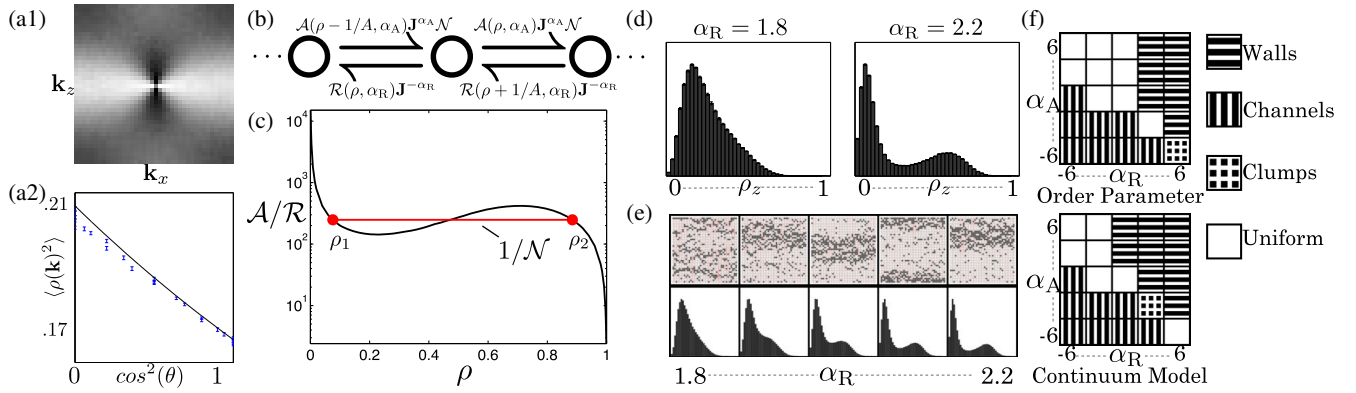 (a1)
k_z
k_x
(a2)
.21
⟨ρ(k)²⟩
.17
0 cos²(θ) 1
(b)
𝒜(ρ − 1/A, α_A)J^{α_A}𝒩 𝒜(ρ, α_A)J^{α_A}𝒩
··· ···
ℛ(ρ, α_R)J^{−α_R} ℛ(ρ + 1/A, α_R)J^{−α_R}
(c)
10⁴
10³
𝒜/ℛ
10²
10¹
ρ₁ 1/𝒩 ρ₂
0 0.2 0.4 0.6 0.8 1
ρ
(d)
α_R = 1.8 α_R = 2.2
0 ρ_z 1 0 ρ_z 1
(e)
1.8 α_R 2.2
(f)
6
α_A
-6
-6 α_R 6
Order Parameter
6
α_A
-6
-6 α_R 6
Continuum Model
Walls
Channels
Clumps
Uniform